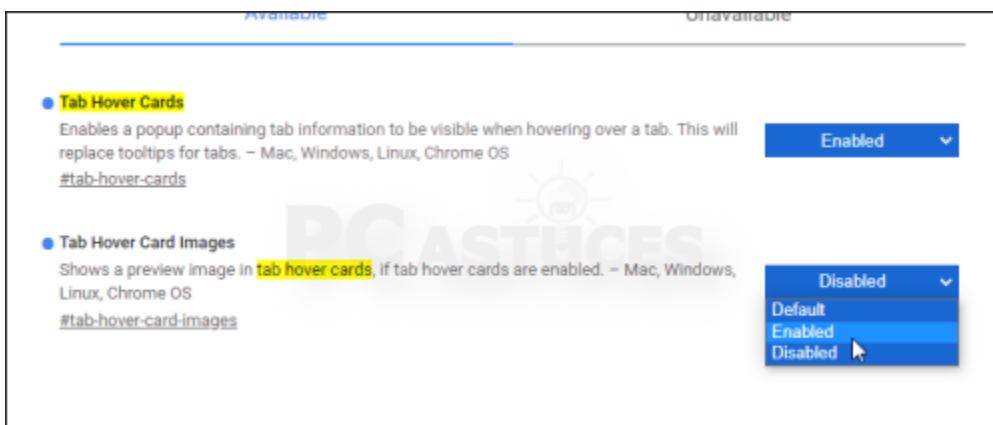 Available
Unavailable
Tab Hover Cards
Enables a popup containing tab information to be visible when hovering over a tab. This will
replace tooltips for tabs. – Mac, Windows, Linux, Chrome OS
#tab-hover-cards
Enabled
PC ASTUCES
Tab Hover Card Images
Shows a preview image in tab hover cards, if tab hover cards are enabled. – Mac, Windows,
Linux, Chrome OS
#tab-hover-card-images
Disabled
Default
Enabled
Disabled